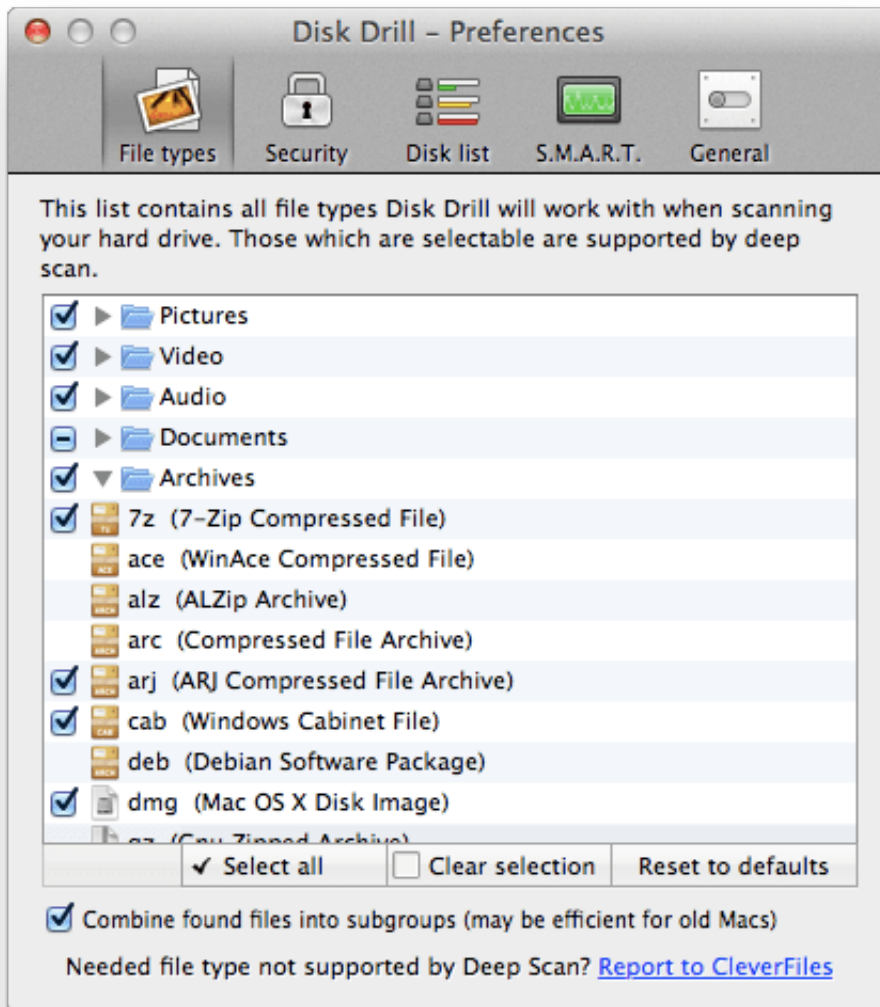 Disk Drill – Preferences
File types
Security
Disk list
S.M.A.R.T.
General
This list contains all file types Disk Drill will work with when scanning
your hard drive. Those which are selectable are supported by deep
scan.
Pictures
Video
Audio
Documents
Archives
7z (7-Zip Compressed File)
ace (WinAce Compressed File)
alz (ALZip Archive)
arc (Compressed File Archive)
arj (ARJ Compressed File Archive)
cab (Windows Cabinet File)
deb (Debian Software Package)
dmg (Mac OS X Disk Image)
gz (Gnu Zipped Archive)
Select all
Clear selection
Reset to defaults
Combine found files into subgroups (may be efficient for old Macs)
Needed file type not supported by Deep Scan? Report to CleverFiles